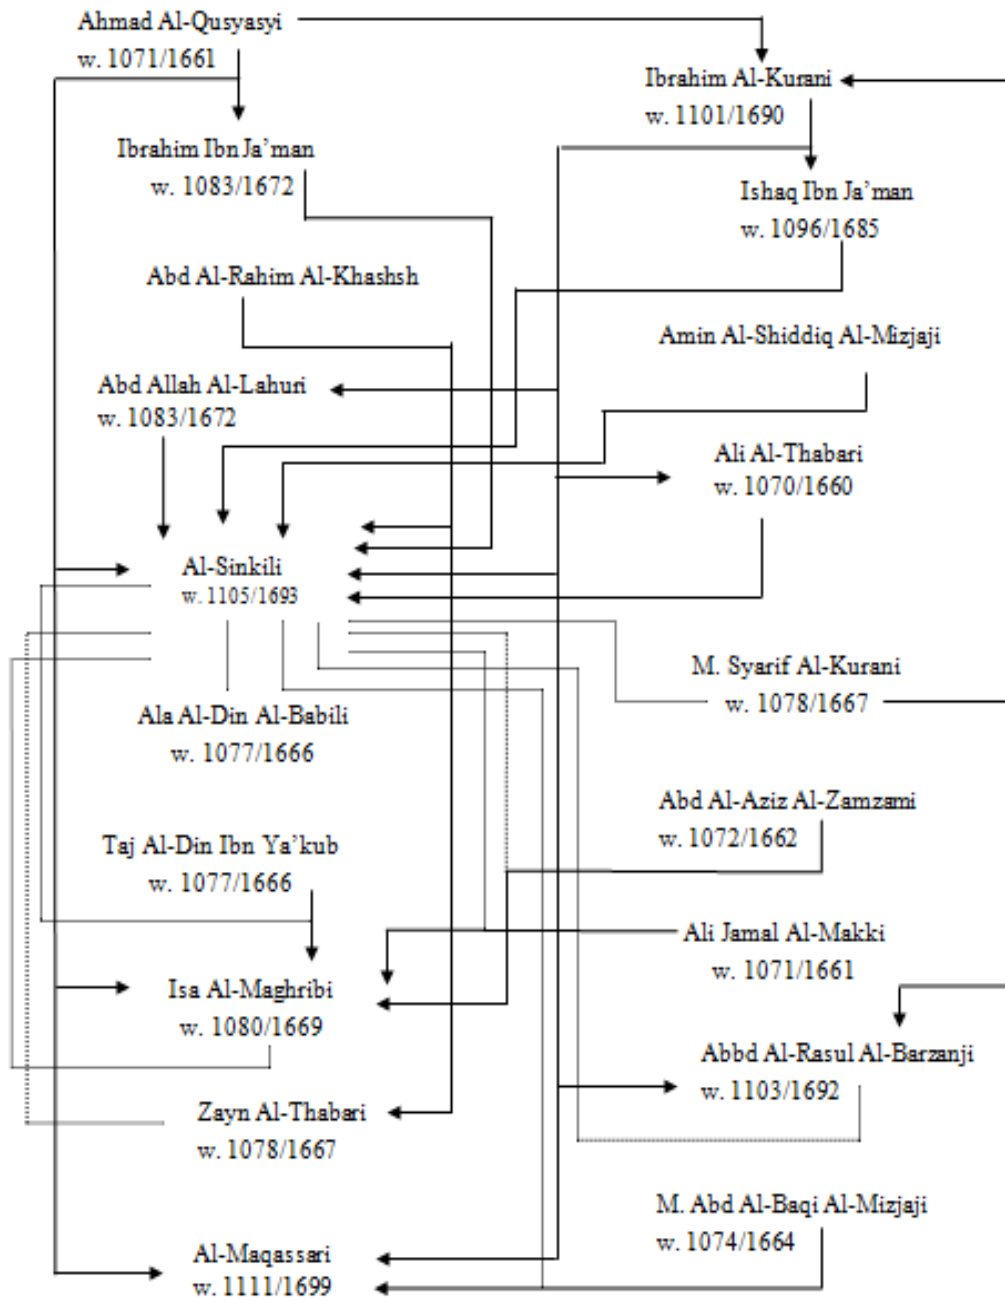 Ahmad Al-Qusyasyi
w. 1071/1661
Ibrahim Al-Kurani
w. 1101/1690
Ibrahim Ibn Ja’man
w. 1083/1672
Ishaq Ibn Ja’man
w. 1096/1685
Abd Al-Rahim Al-Khashsh
Amin Al-Shiddiq Al-Mizjaji
Abd Allah Al-Lahuri
w. 1083/1672
Ali Al-Thabari
w. 1070/1660
Al-Sinkili
w. 1105/1693
M. Syarif Al-Kurani
w. 1078/1667
Ala Al-Din Al-Babili
w. 1077/1666
Abd Al-Aziz Al-Zamzami
w. 1072/1662
Taj Al-Din Ibn Ya’kub
w. 1077/1666
Ali Jamal Al-Makki
w. 1071/1661
Isa Al-Maghribi
w. 1080/1669
Abbd Al-Rasul Al-Barzanji
w. 1103/1692
Zayn Al-Thabari
w. 1078/1667
M. Abd Al-Baqi Al-Mizjaji
w. 1074/1664
Al-Maqassari
w. 1111/1699